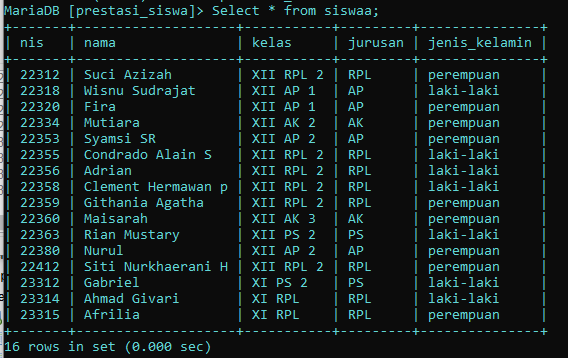 MariaDB [prestasi_siswa]> Select * from siswaa;
+-------+---------------------+-----------+---------+---------------+
| nis | nama | kelas | jurusan | jenis_kelamin |
+-------+---------------------+-----------+---------+---------------+
| 22312 | Suci Azizah | XII RPL 2 | RPL | perempuan |
| 22318 | Wisnu Sudrajat | XII AP 1 | AP | laki-laki |
| 22320 | Fira | XII AP 1 | AP | perempuan |
| 22334 | Mutiara | XII AK 2 | AK | perempuan |
| 22353 | Syamsi SR | XII AP 2 | AP | perempuan |
| 22355 | Condrado Alain S | XII RPL 2 | RPL | laki-laki |
| 22356 | Adrian | XII RPL 2 | RPL | laki-laki |
| 22358 | Clement Hermawan p | XII RPL 2 | RPL | laki-laki |
| 22359 | Githania Agatha | XII RPL 2 | RPL | perempuan |
| 22360 | Maisarah | XII AK 3 | AK | perempuan |
| 22363 | Rian Mustary | XII PS 2 | PS | laki-laki |
| 22380 | Nurul | XII AP 2 | AP | perempuan |
| 22412 | Siti Nurkhaerani H | XII RPL 2 | RPL | perempuan |
| 23312 | Gabriel | XI PS 2 | PS | laki-laki |
| 23314 | Ahmad Givari | XI RPL | RPL | laki-laki |
| 23315 | Afrilia | XI RPL | RPL | perempuan |
+-------+---------------------+-----------+---------+---------------+
16 rows in set (0.000 sec)